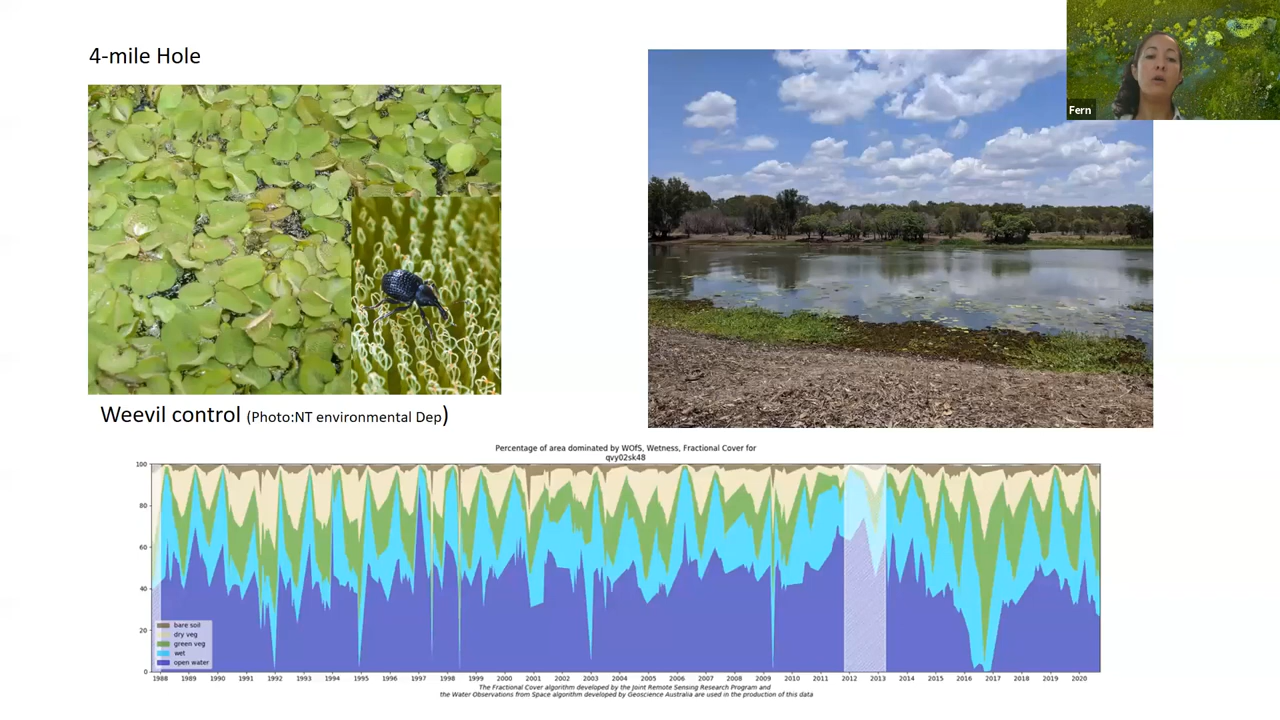 4-mile Hole
Fern
Weevil control (Photo:NT environmental Dep)
Percentage of area dominated by WOfS, Wetness, Fractional Cover for
qvy02sk48
100
80
60
40
20
0
bare soil
dry veg
green veg
wet
open water
1988 1989 1990 1991 1992 1993 1994 1995 1996 1997 1998 1999 2000 2001 2002 2003 2004 2005 2006 2007 2008 2009 2010 2011 2012 2013 2014 2015 2016 2017 2018 2019 2020
The Fractional Cover algorithm developed by the Joint Remote Sensing Research Program and
the Water Observations from Space algorithm developed by Geoscience Australia are used in the production of this data